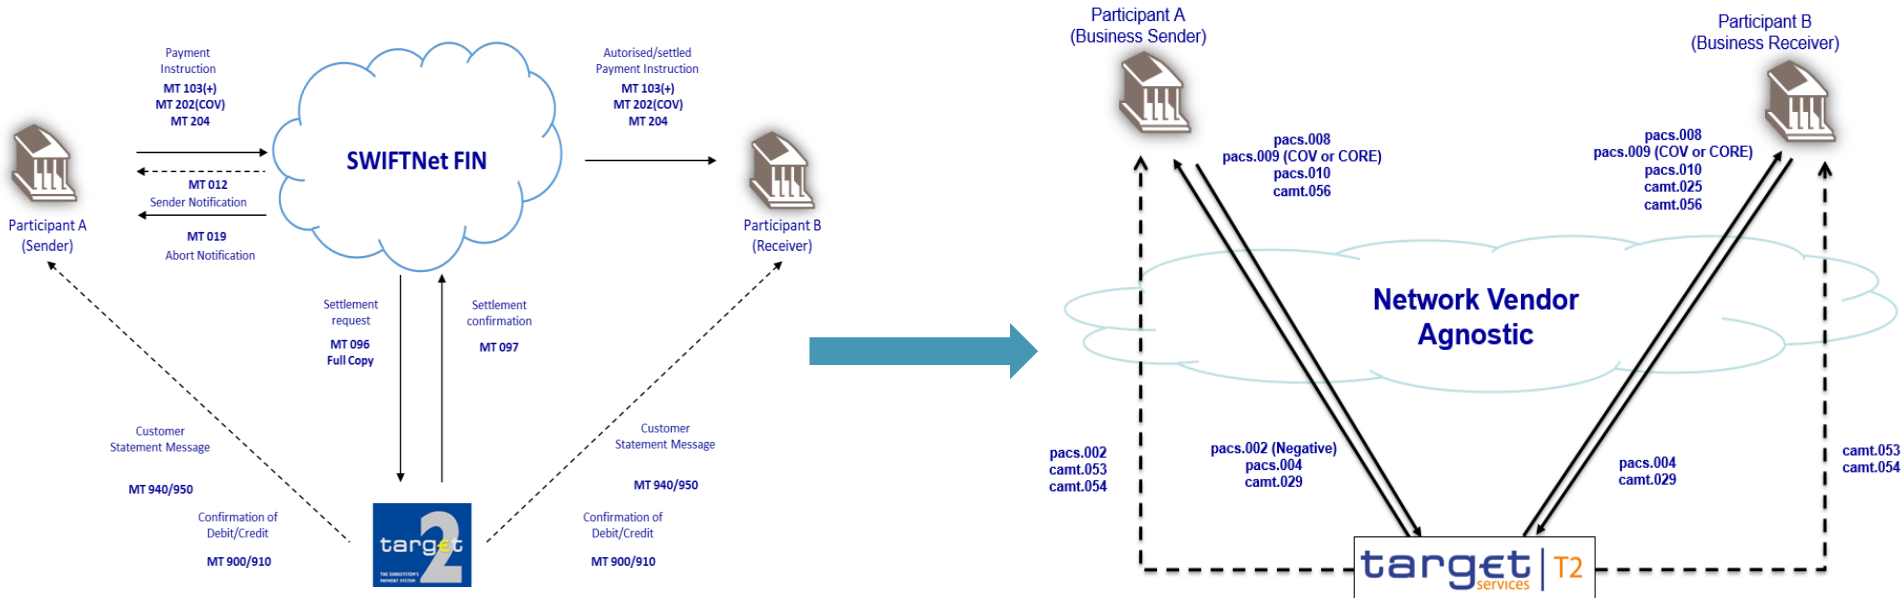 Payment
Instruction
MT 103(+)
MT 202(COV)
MT 204
Autorised/settled
Payment Instruction
MT 103(+)
MT 202(COV)
MT 204
SWIFTNet FIN
MT 012
Sender Notification
MT 019
Abort Notification
Participant A
(Sender)
Participant B
(Receiver)
Settlement
request
MT 096
Full Copy
Settlement
confirmation
MT 097
Customer
Statement Message
MT 940/950
Confirmation of
Debit/Credit
MT 900/910
Customer
Statement Message
MT 940/950
Confirmation of
Debit/Credit
MT 900/910
target
2
THE EUROSYSTEM'S
PAYMENT SYSTEM
Participant A
(Business Sender)
Participant B
(Business Receiver)
pacs.008
pacs.009 (COV or CORE)
pacs.010
camt.056
pacs.008
pacs.009 (COV or CORE)
pacs.010
camt.025
camt.056
Network Vendor
Agnostic
pacs.002
camt.053
camt.054
pacs.002 (Negative)
pacs.004
camt.029
pacs.004
camt.029
camt.053
camt.054
target | T2
services